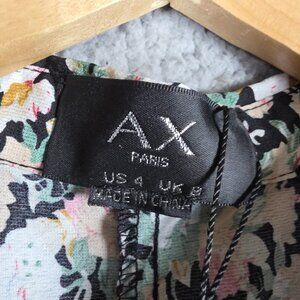 AX
PARIS
US 4 UK 8
MADE IN CHINA